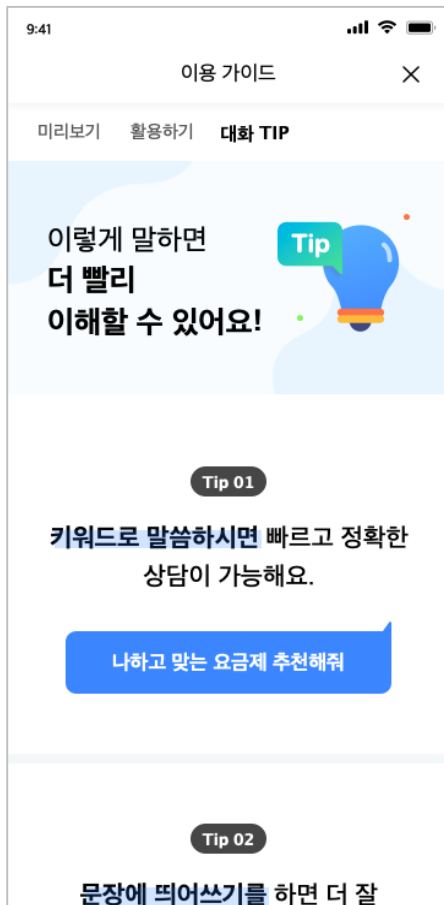 9:41
이용 가이드
미리보기 활용하기 대화 TIP
이렇게 말하면
더 빨리
이해할 수 있어요!
Tip
Tip 01
키워드로 말씀하시면 빠르고 정확한
상담이 가능해요.
나하고 맞는 요금제 추천해줘
Tip 02
문장에 띄어쓰기를 하면 더 잘